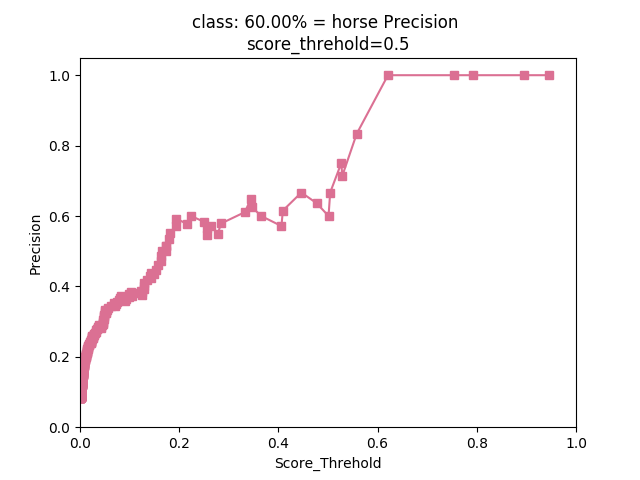 class: 60.00% = horse Precision
score_threhold=0.5
1.0
0.8
0.6
0.4
0.2
0.0
Precision
0.0 0.2 0.4 0.6 0.8 1.0
Score_Threhold